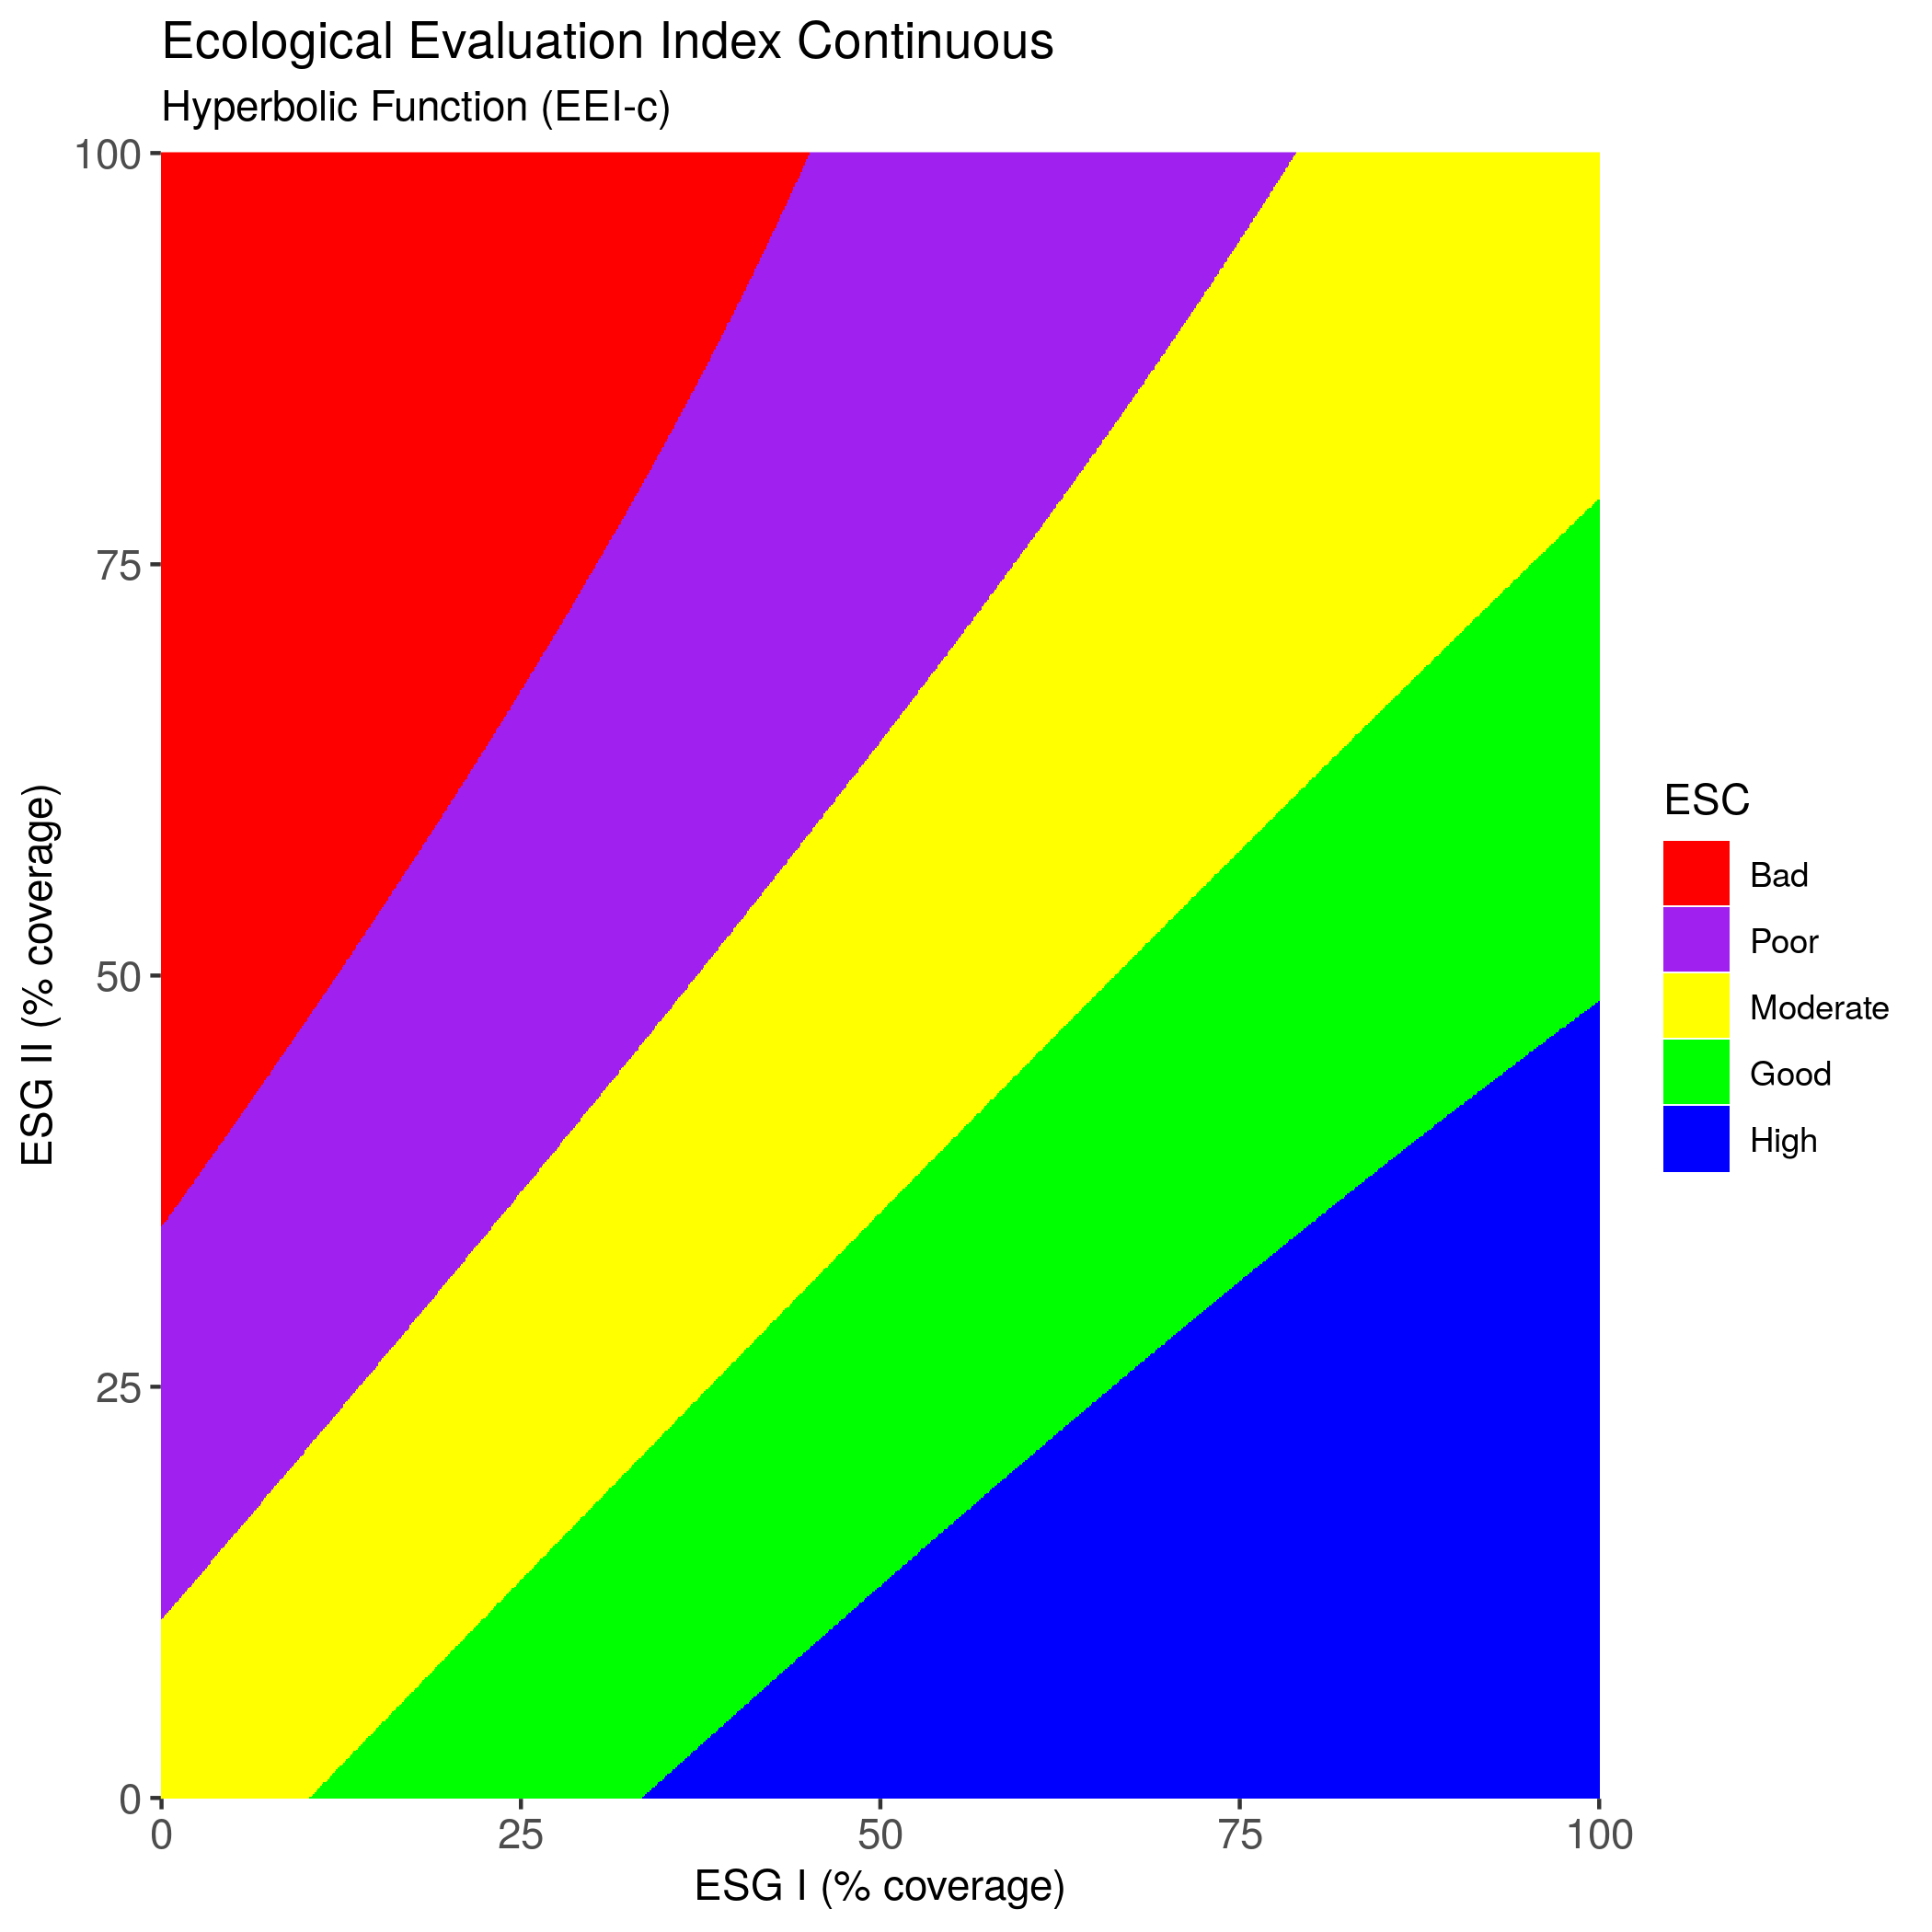 Ecological Evaluation Index Continuous
Hyperbolic Function (EEI-c)
100
75
50
25
0
ESG II (% coverage)
0 25 50 75 100
ESG I (% coverage)
ESC
Bad
Poor
Moderate
Good
High